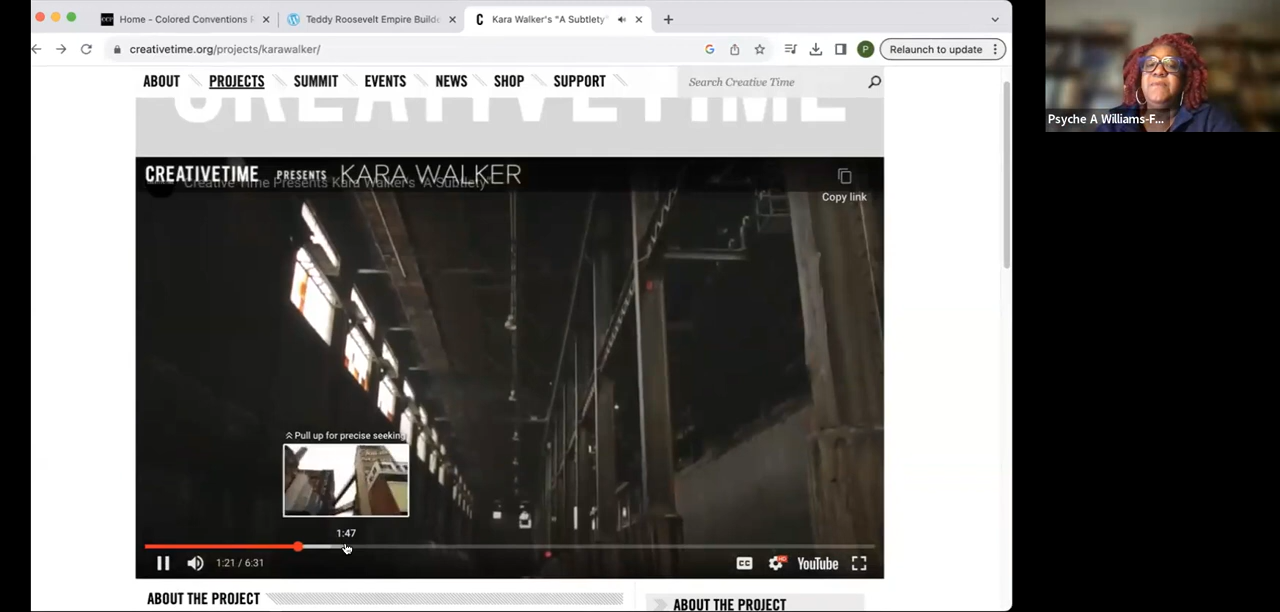 Home - Colored Conventions
Teddy Roosevelt Empire Builde
Kara Walker's "A Subtlety"
creativetime.org/projects/karawalker/
P
Relaunch to update
ABOUT
PROJECTS
SUMMIT
EVENTS
NEWS
SHOP
SUPPORT
Search Creative Time
CREATIVETIME
CREATIVETIME PRESENTS KARA WALKER
Creative Time Presents Kara Walker's "A Subtlety"
Copy link
Pull up for precise seeking
1:47
1:21 / 6:31
CC
HD
YouTube
ABOUT THE PROJECT
ABOUT THE PROJECT
Psyche A Williams-F...